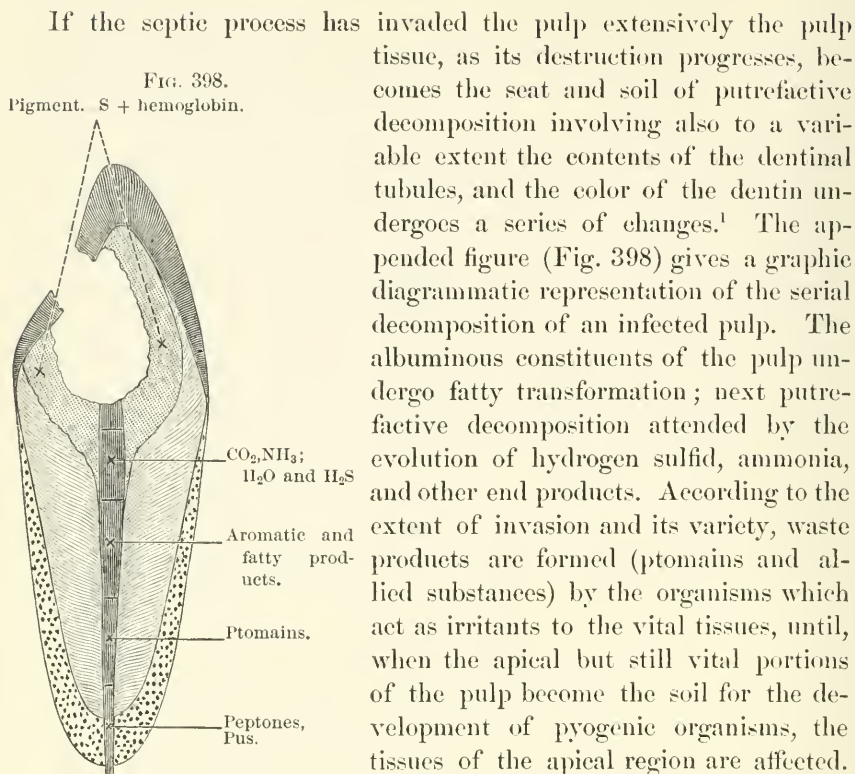 If the septic process has invaded the pulp extensively the pulp
tissue, as its destruction progresses, be-
comes the seat and soil of putrefactive
decomposition involving also to a vari-
able extent the contents of the dentinal
tubules, and the color of the dentin un-
dergoes a series of changes.¹ The ap-
pended figure (Fig. 398) gives a graphic
diagrammatic representation of the serial
decomposition of an infected pulp. The
albuminous constituents of the pulp un-
dergo fatty transformation; next putre-
factive decomposition attended by the
evolution of hydrogen sulfid, ammonia,
and other end products. According to the
extent of invasion and its variety, waste
products are formed (ptomains and al-
lied substances) by the organisms which
act as irritants to the vital tissues, until,
when the apical but still vital portions
of the pulp become the soil for the de-
velopment of pyogenic organisms, the
tissues of the apical region are affected.
Fig. 398.
Pigment. S + hemoglobin.
CO₂,NH₃;
H₂O and H₂S
Aromatic and
fatty prod-
ucts.
Ptomains.
Peptones,
Pus.